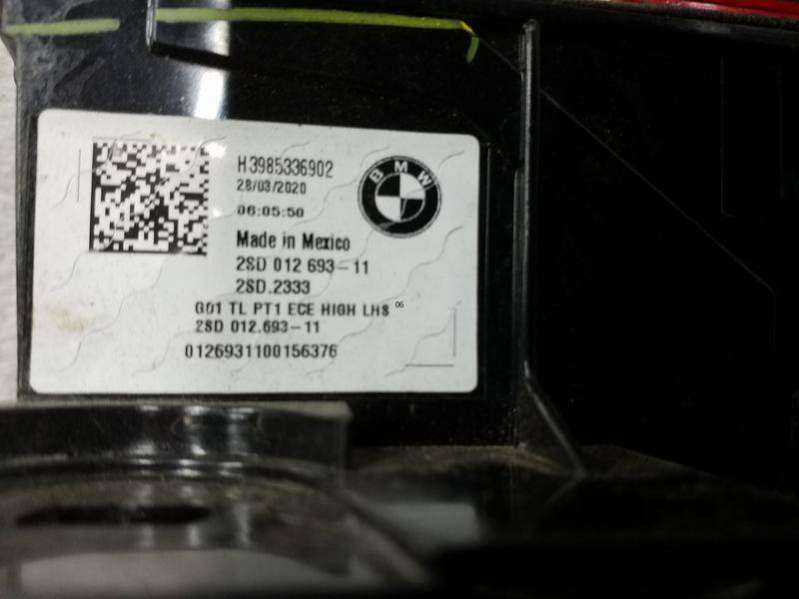 H3985336902
28/03/2020
06:05:50
BMW
Made in Mexico
2SD 012 693-11
2SD.2333
G01 TL PT1 ECE HIGH LHS 06
2SD 012.693-11
0126931100156376